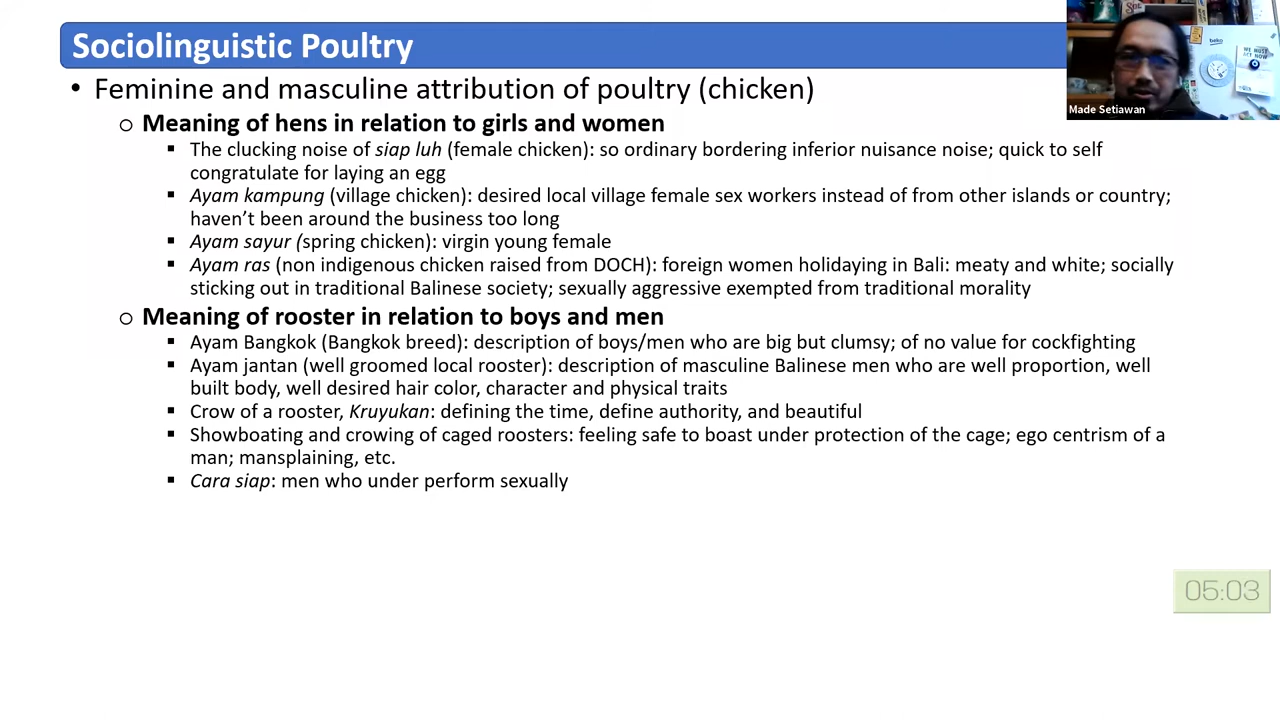 Sociolinguistic Poultry
• Feminine and masculine attribution of poultry (chicken)
o Meaning of hens in relation to girls and women
▪ The clucking noise of siap luh (female chicken): so ordinary bordering inferior nuisance noise; quick to self
congratulate for laying an egg
▪ Ayam kampung (village chicken): desired local village female sex workers instead of from other islands or country;
haven’t been around the business too long
▪ Ayam sayur (spring chicken): virgin young female
▪ Ayam ras (non indigenous chicken raised from DOCH): foreign women holidaying in Bali: meaty and white; socially
sticking out in traditional Balinese society; sexually aggressive exempted from traditional morality
o Meaning of rooster in relation to boys and men
▪ Ayam Bangkok (Bangkok breed): description of boys/men who are big but clumsy; of no value for cockfighting
▪ Ayam jantan (well groomed local rooster): description of masculine Balinese men who are well proportion, well
built body, well desired hair color, character and physical traits
▪ Crow of a rooster, Kruyukan: defining the time, define authority, and beautiful
▪ Showboating and crowing of caged roosters: feeling safe to boast under protection of the cage; ego centrism of a
man; mansplaining, etc.
▪ Cara siap: men who under perform sexually
beko
WE MUST
ACT NOW
Made Setiawan
05:03